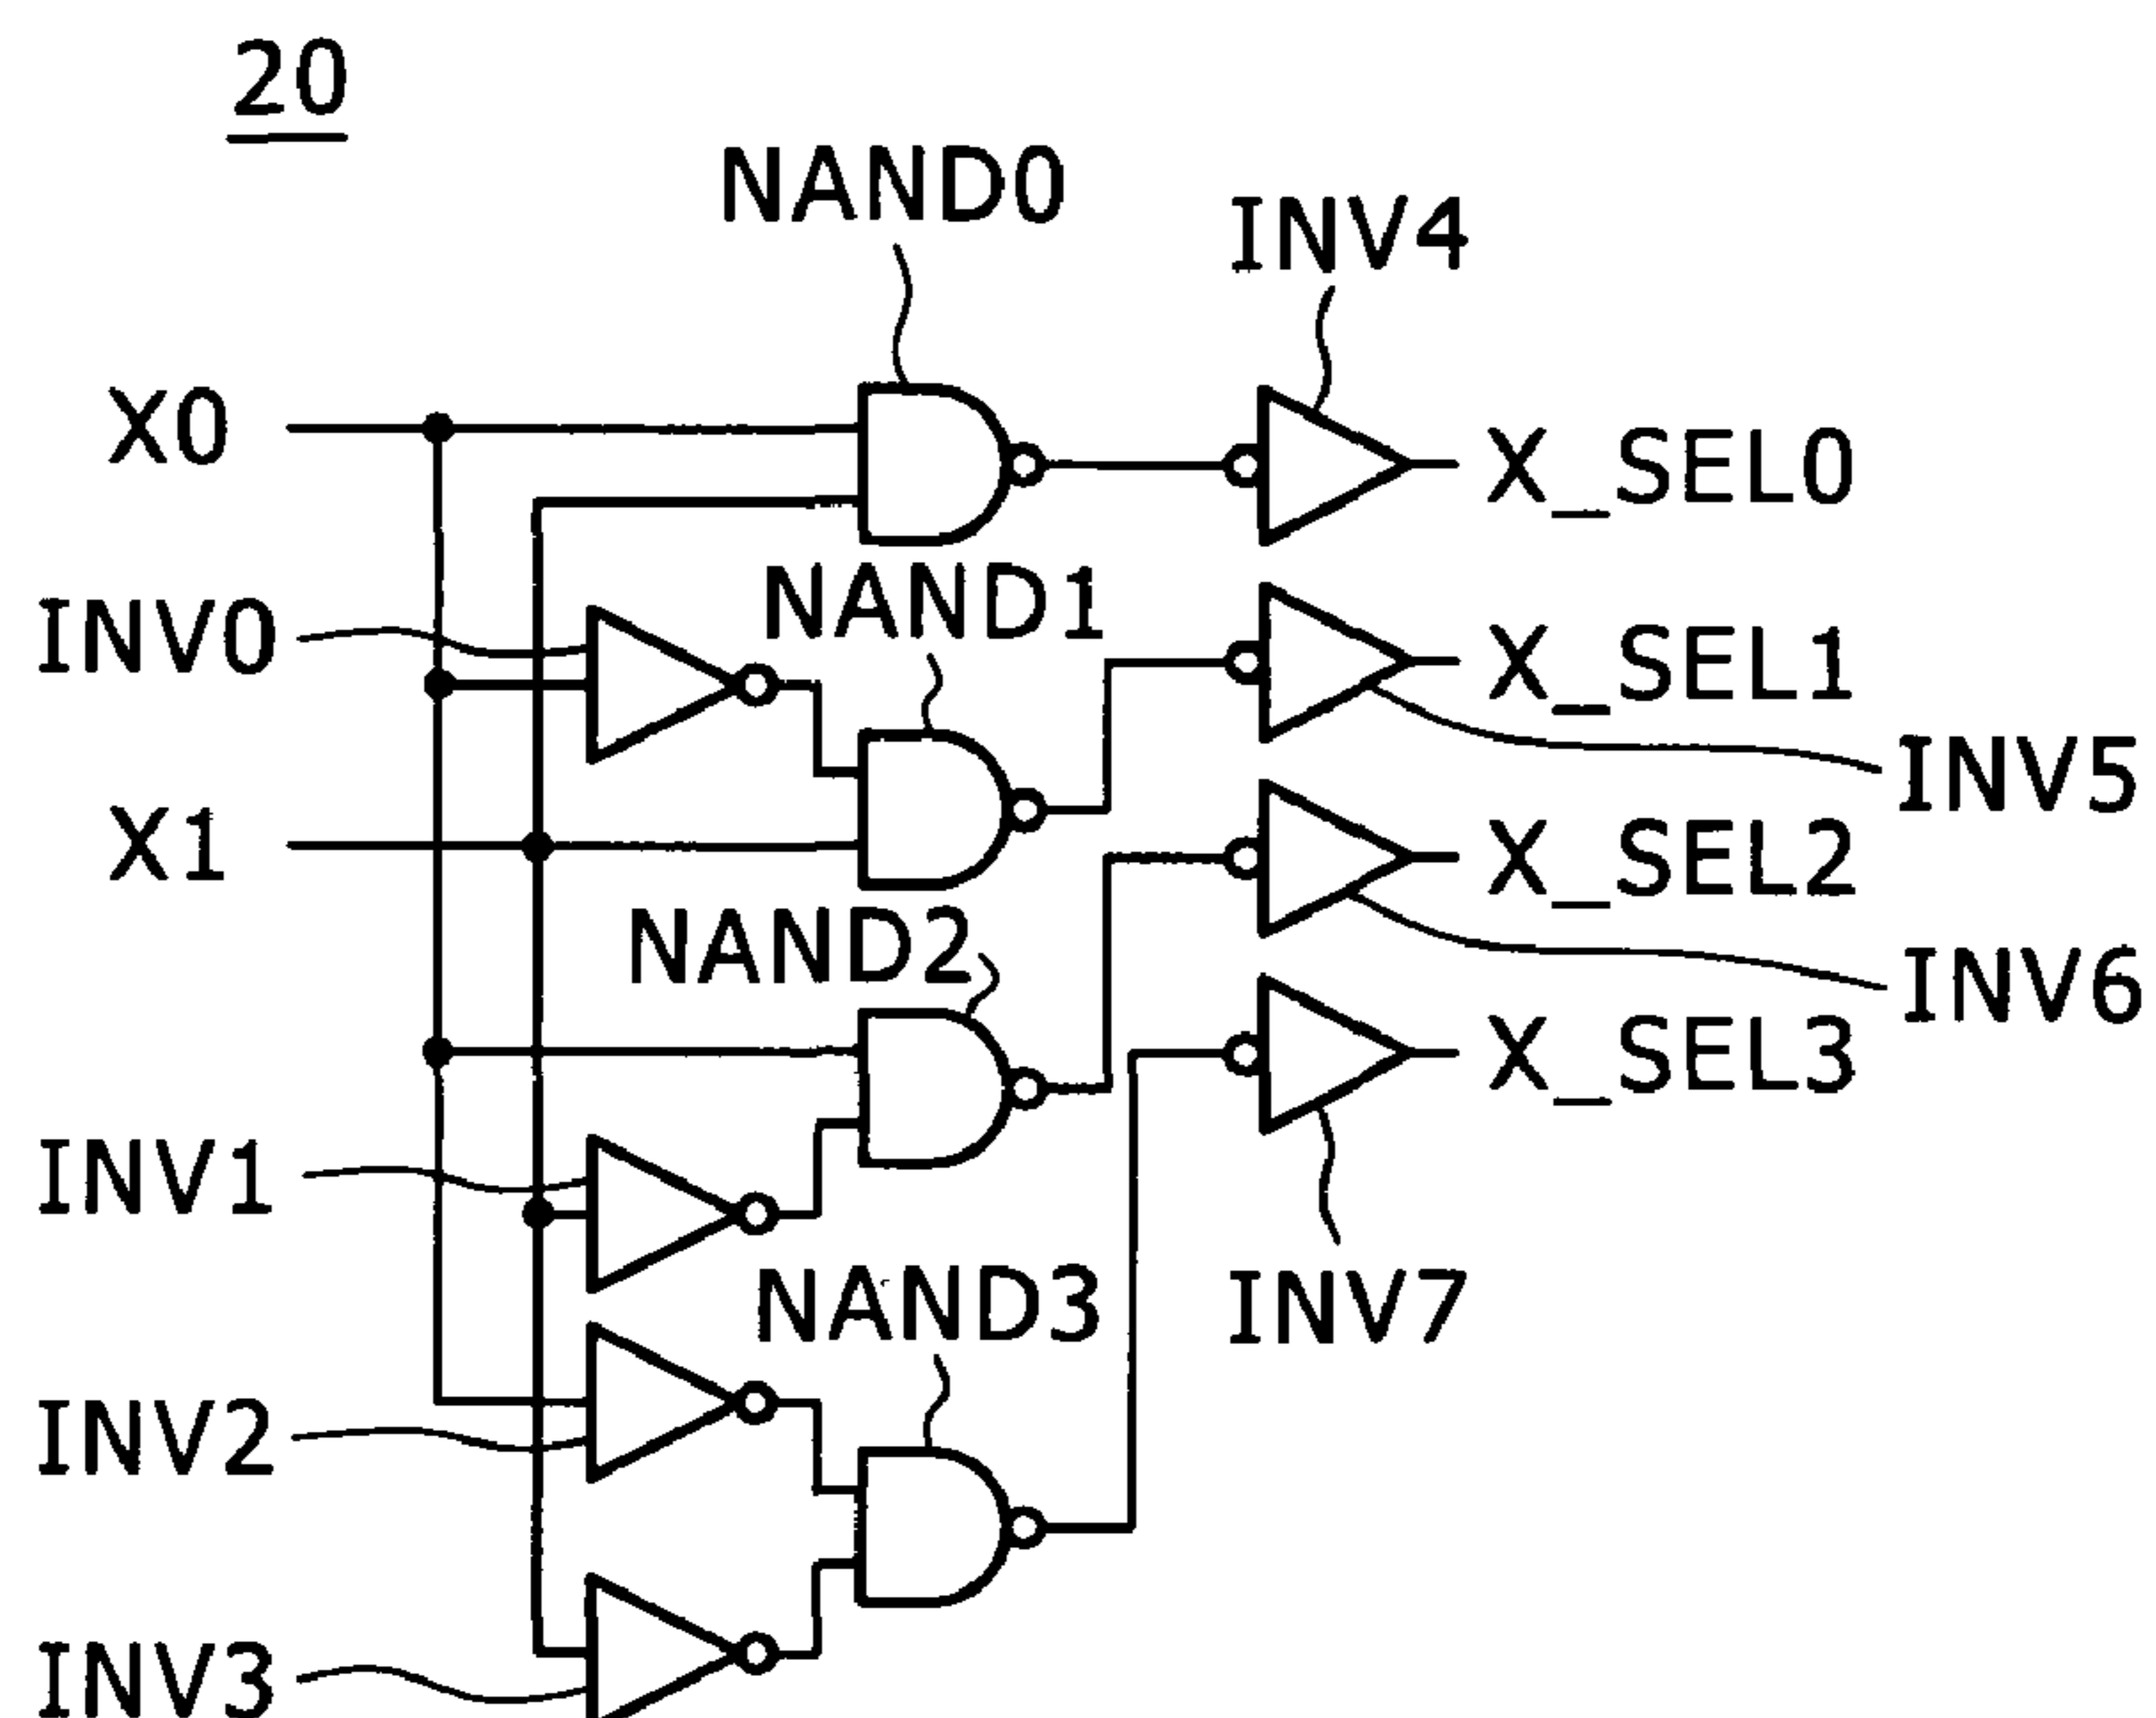 20
NAND0
INV4
X0
X_SEL0
NAND1
INV0
X_SEL1
INV5
X1
X_SEL2
NAND2
INV6
X_SEL3
INV1
NAND3
INV7
INV2
INV3